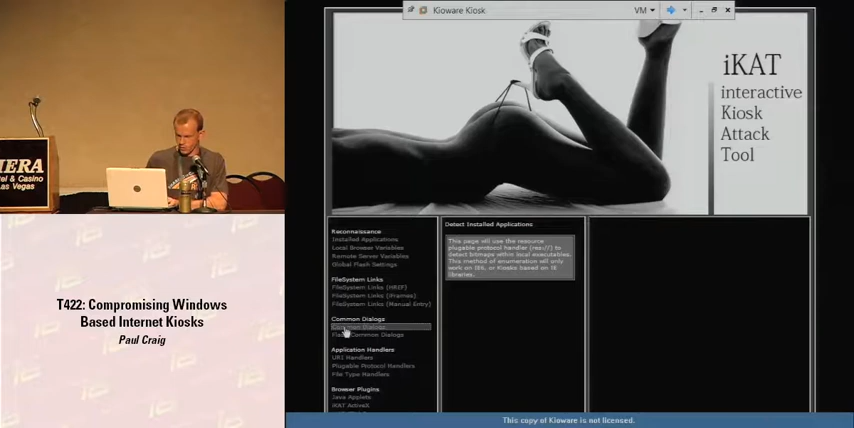 Kioware Kiosk
VM
iKAT
interactive
Kiosk
Attack
Tool
IERA
el & Casino
as Vegas
T422: Compromising Windows
Based Internet Kiosks
Paul Craig
Reconnaissance
Installed Applications
Local Browser Variables
Remote Server Variables
Global Flash Settings
FileSystem Links
FileSystem Links (HREF)
FileSystem Links (iFrames)
FileSystem Links (Manual Entry)
Common Dialogs
Common Dialogs
Common Dialogs
Application Handlers
URI Handlers
Plugable Protocol Handlers
File Type Handlers
Browser Plugins
Java Applets
iKAT ActiveX
Detect Installed Applications
This page will use the resource
plugable protocol handler (res://) to
detect bitmaps within local executables.
This method of enumeration will only
work on IE6, or Kiosks based on IE
libraries.
This copy of Kioware is not licensed.